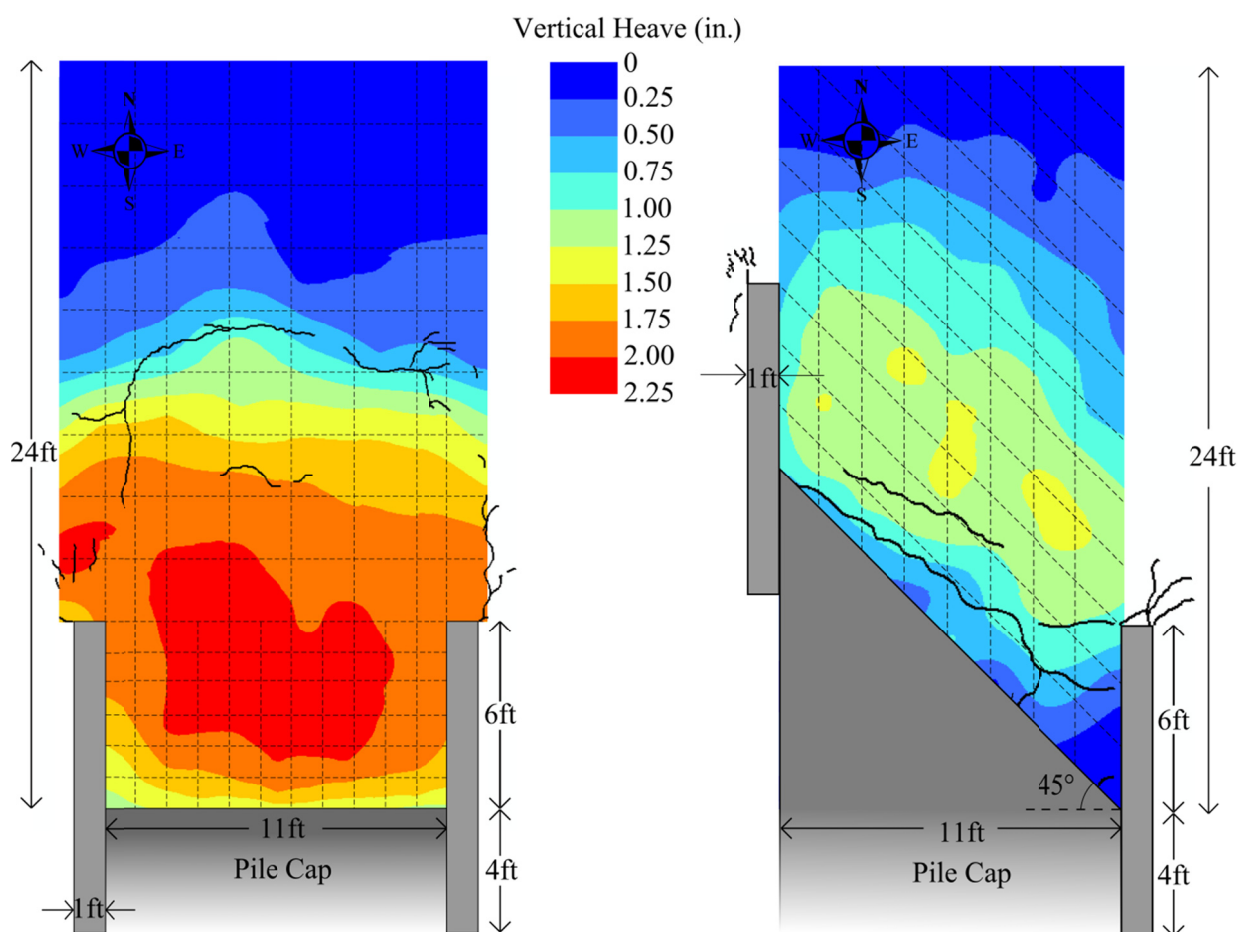 Vertical Heave (in.)
0
0.25
0.50
0.75
1.00
1.25
1.50
1.75
2.00
2.25
N
W E
S
24ft
6ft
11ft
Pile Cap
4ft
1ft
N
W E
S
1ft
24ft
6ft
45°
11ft
Pile Cap
4ft